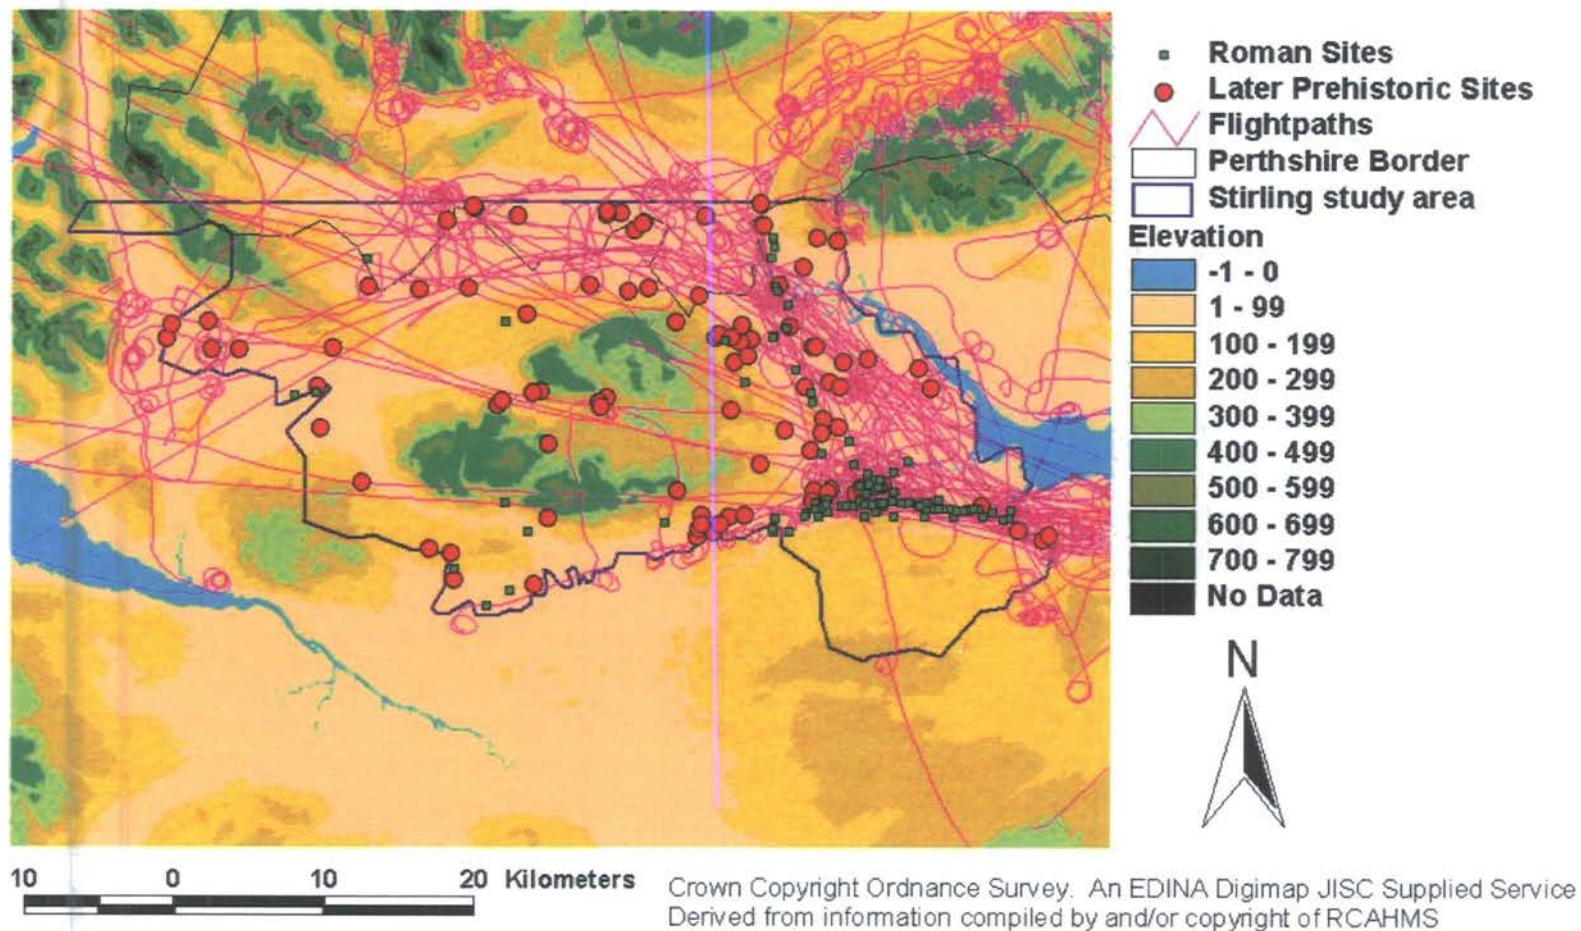 Roman Sites
Later Prehistoric Sites
Flightpaths
Perthshire Border
Stirling study area
Elevation
-1 - 0
1 - 99
100 - 199
200 - 299
300 - 399
400 - 499
500 - 599
600 - 699
700 - 799
No Data
N
10 0 10 20 Kilometers
Crown Copyright Ordnance Survey. An EDINA Digimap JISC Supplied Service
Derived from information compiled by and/or copyright of RCAHMS